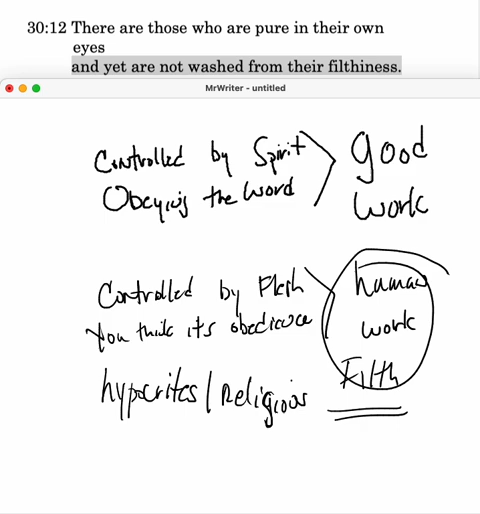 30:12 There are those who are pure in their own
eyes
and yet are not washed from their filthiness.
MrWriter - untitled
Controlled by Spirit
Obeying the Word
good
work
Controlled by Flesh
You think its obedience
human
work
Filth
hypocrites / Religious